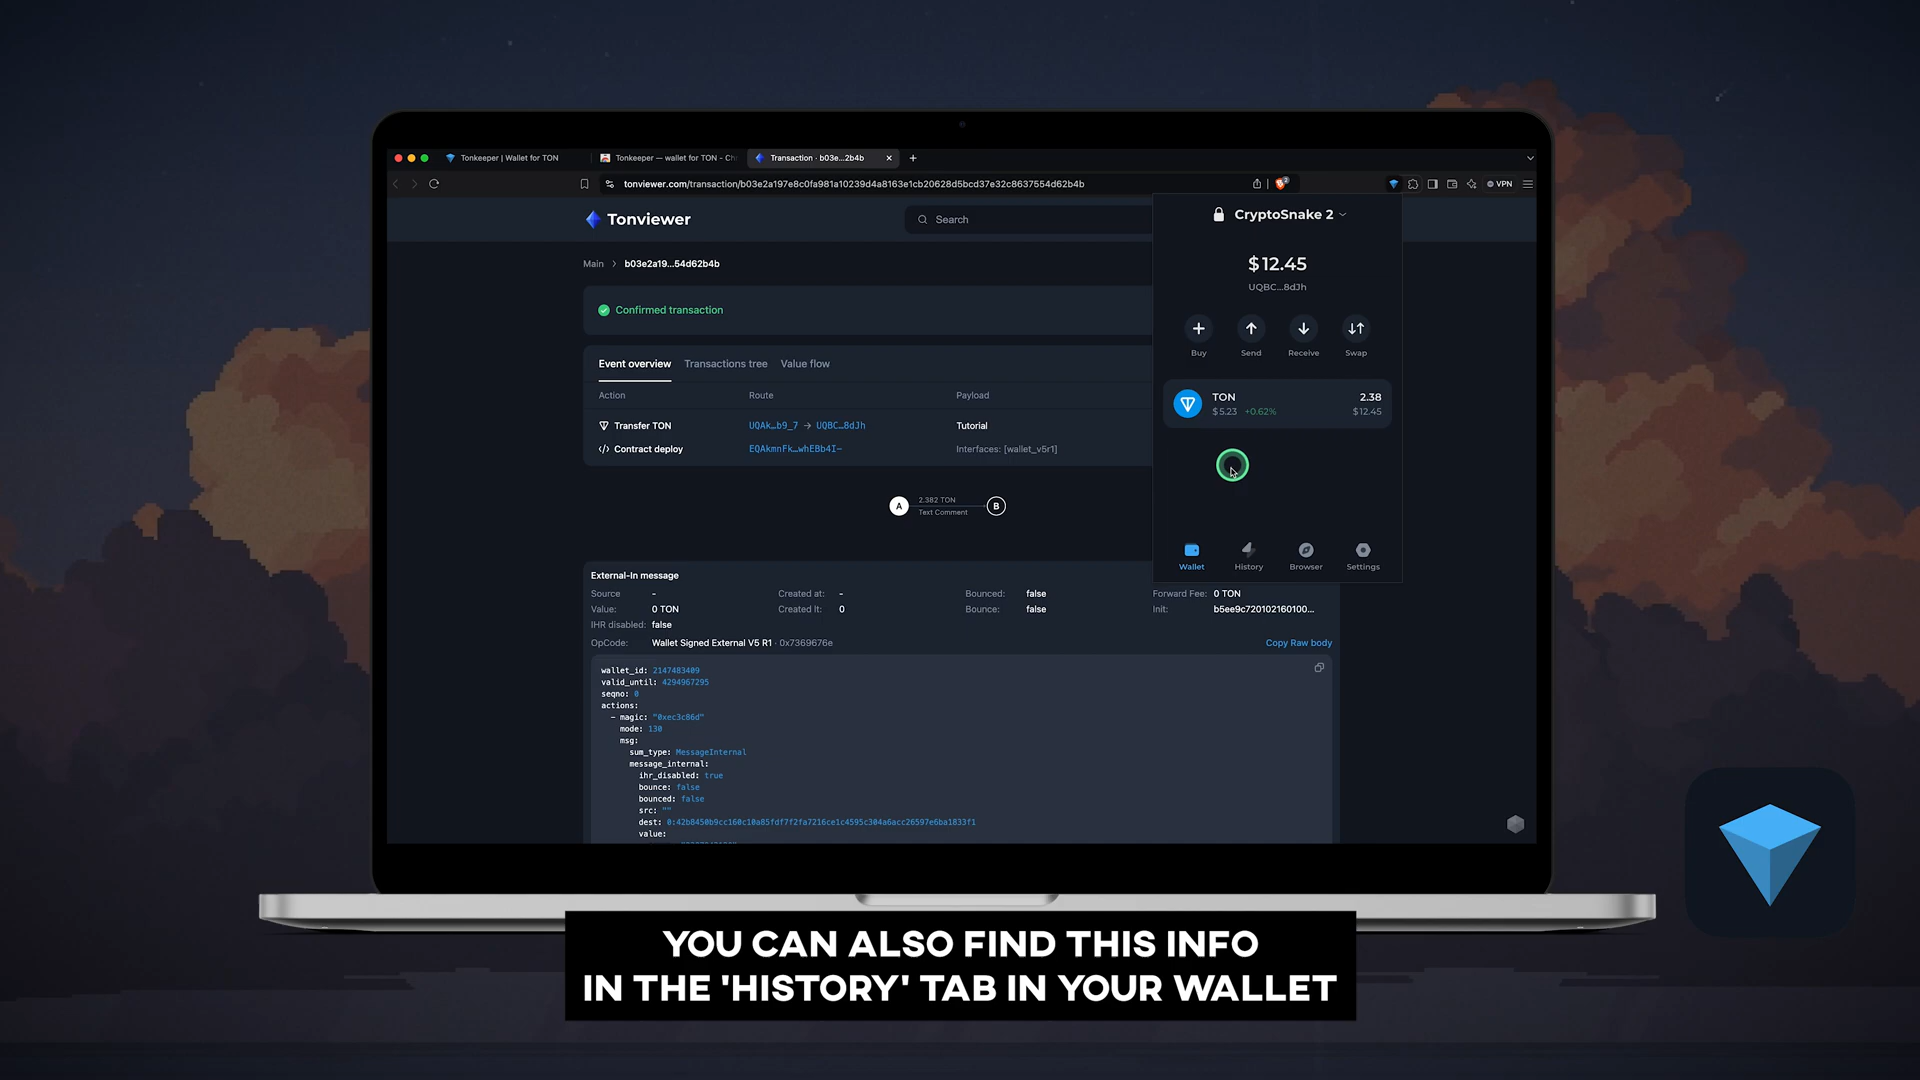 Tonkeeper | Wallet for TON
Tonkeeper — wallet for TON - Ch
Transaction · b03e...2b4b
tonviewer.com/transaction/b03e2a197e8c0fa981a10239d4a8163e1cb20628d5bcd37e32c8637554d62b4b
VPN
Tonviewer
Search
Main > b03e2a19...54d62b4b
Confirmed transaction
Event overview Transactions tree Value flow
Action Route Payload
Transfer TON UQAk…b9_7 → UQBC…8dJh Tutorial
Contract deploy EQAkmnFk…whEBb4I— Interfaces: [wallet_v5r1]
A 2.382 TON B
Text Comment
CryptoSnake 2
$12.45
UQBC...8dJh
Buy Send Receive Swap
TON 2.38
$5.23 +0.62% $12.45
Wallet History Browser Settings
External-In message
Source - Created at: - Bounced: false Forward Fee: 0 TON
Value: 0 TON Created lt: 0 Bounce: false Init: b5ee9c720102160100...
IHR disabled: false
OpCode: Wallet Signed External V5 R1 · 0x7369676e Copy Raw body
wallet_id: 2147483409
valid_until: 4294967295
seqno: 0
actions:
- magic: "0xec3c86d"
mode: 130
msg:
sum_type: MessageInternal
message_internal:
ihr_disabled: true
bounce: false
bounced: false
src: ""
dest: 0:42b8450b9cc160c10a85fdf7f2fa7216ce1c4595c304a6acc26597e6ba1833f1
value:
YOU CAN ALSO FIND THIS INFO
IN THE 'HISTORY' TAB IN YOUR WALLET